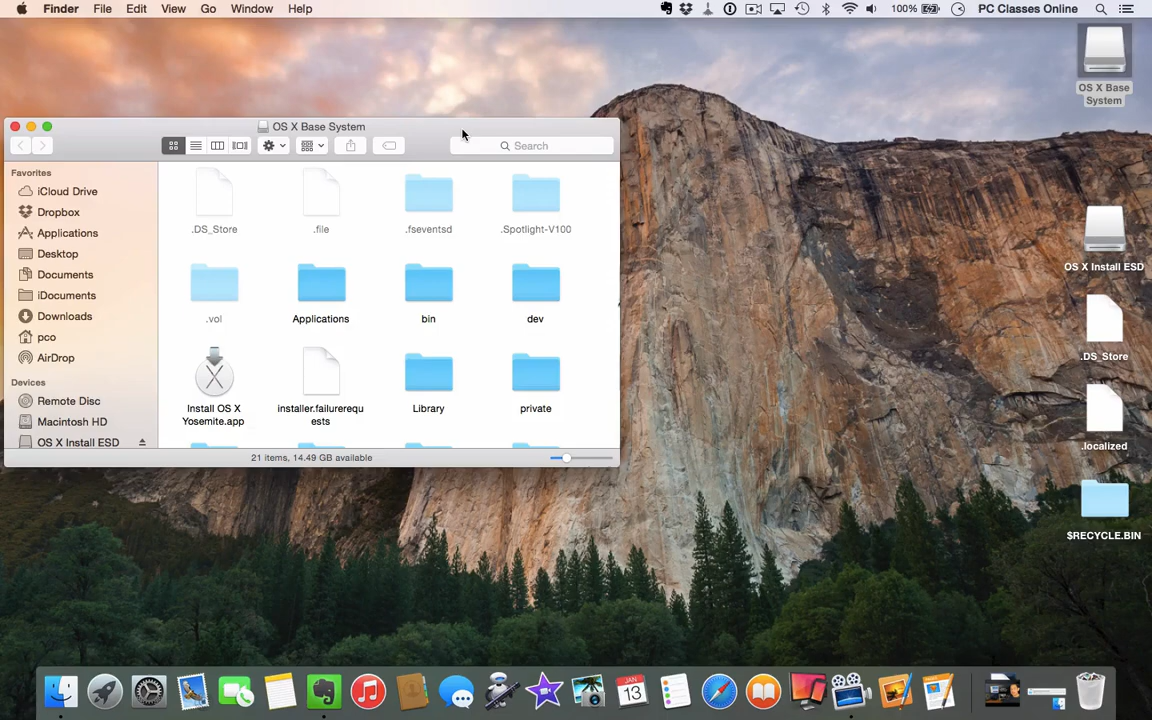 Finder File Edit View Go Window Help
100% PC Classes Online
OS X Base
System
OS X Base System
Search
Favorites
iCloud Drive
Dropbox
Applications
Desktop
Documents
iDocuments
Downloads
pco
AirDrop
Devices
Remote Disc
Macintosh HD
OS X Install ESD
.DS_Store
.file
.fseventsd
.Spotlight-V100
.vol
Applications
bin
dev
Install OS X
Yosemite.app
installer.failurerequ
ests
Library
private
21 items, 14.49 GB available
OS X Install ESD
.DS_Store
.localized
$RECYCLE.BIN
JAN
13